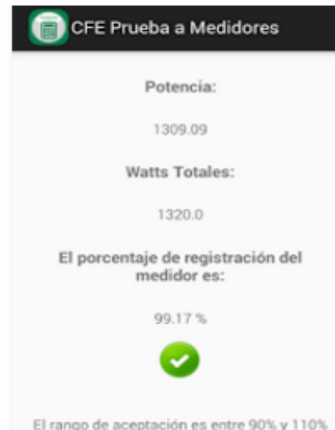 CFE Prueba a Medidores
Potencia:
1309.09
Watts Totales:
1320.0
El porcentaje de registración del
medidor es:
99.17 %
El rango de aceptación es entre 90% y 110%